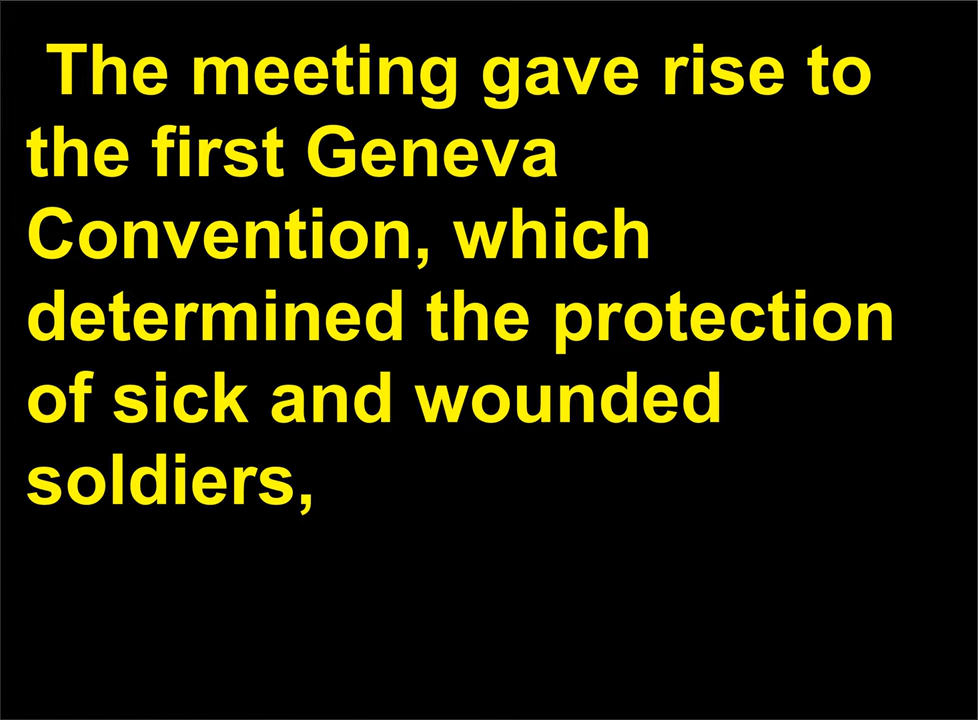 The meeting gave rise to
the first Geneva
Convention, which
determined the protection
of sick and wounded
soldiers,